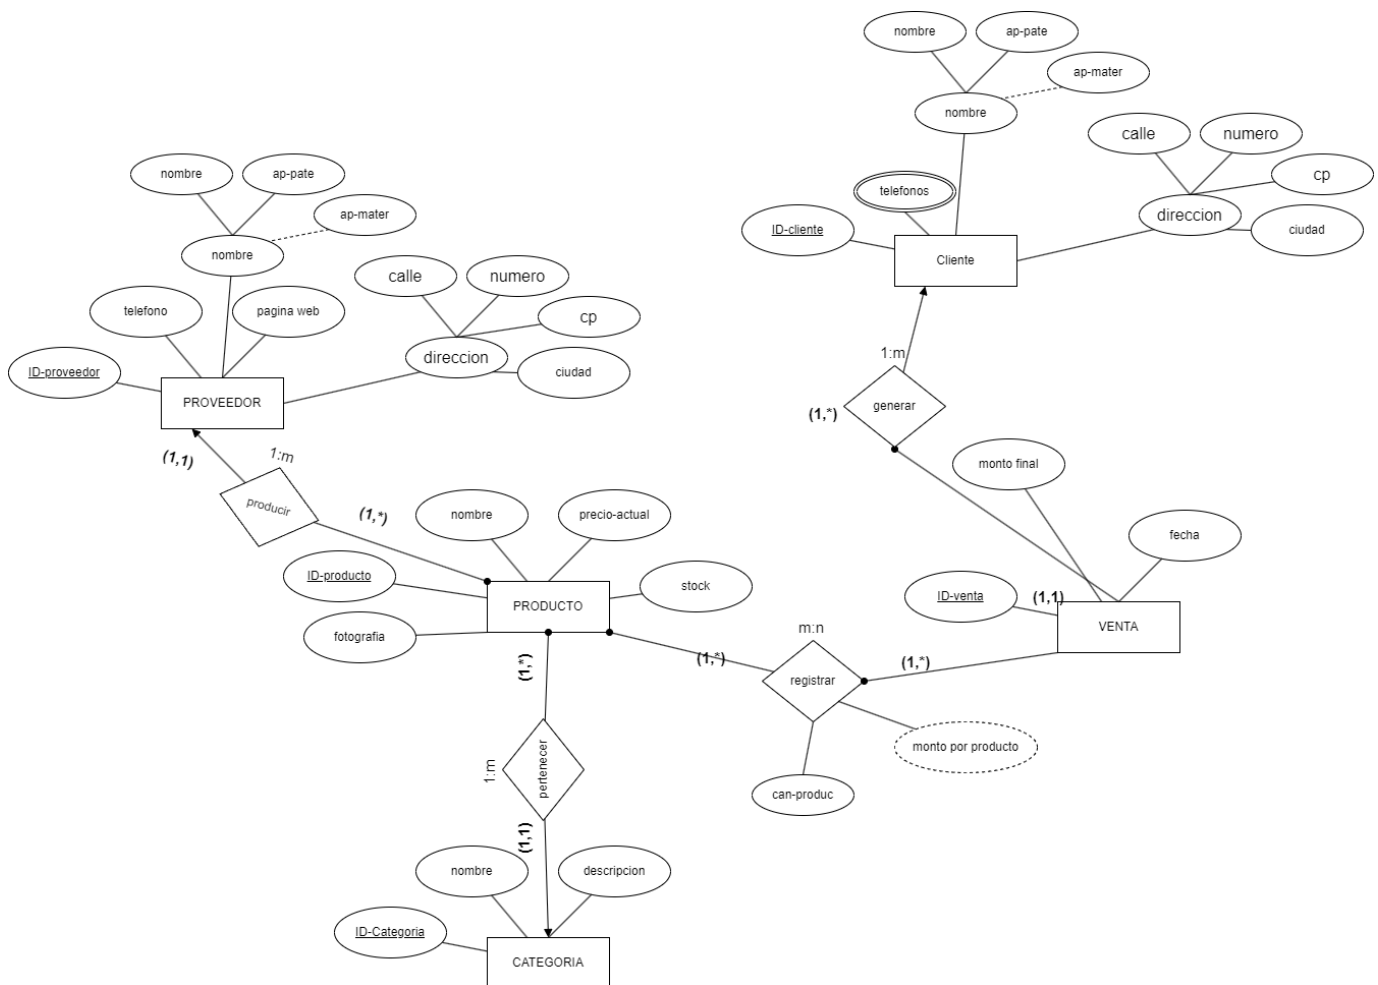 nombre
ap-pate
ap-mater
nombre
calle
numero
cp
direccion
ciudad
telefonos
ID-cliente
Cliente
nombre
ap-pate
ap-mater
nombre
calle
numero
cp
direccion
ciudad
telefono
pagina web
ID-proveedor
PROVEEDOR
(1,1)
1:m
producir
(1,*)
1:m
generar
(1,*)
monto final
fecha
ID-venta
(1,1)
VENTA
nombre
precio-actual
ID-producto
stock
PRODUCTO
fotografia
(1,*)
m:n
(1,*)
registrar
(1,*)
monto por producto
can-produc
1:m
pertenecer
(1,1)
nombre
descripcion
ID-Categoria
CATEGORIA